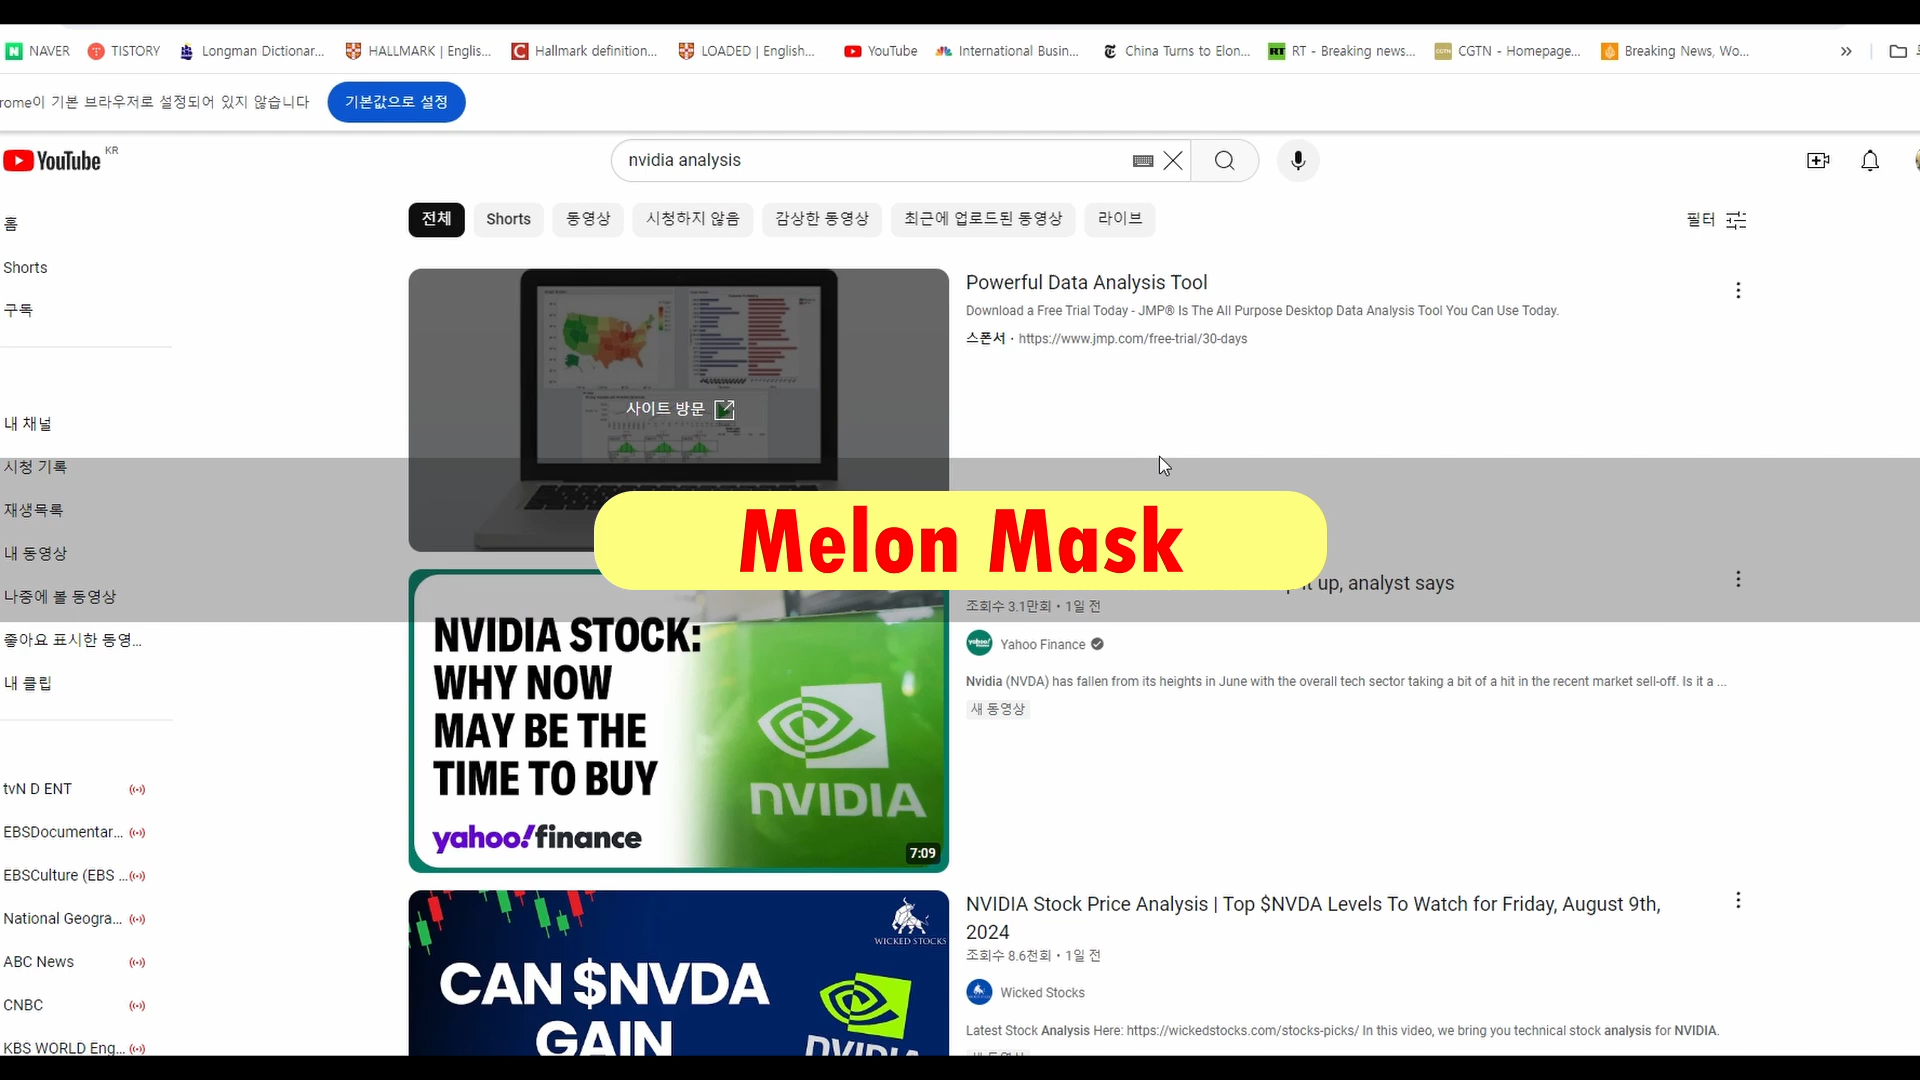 NAVER TISTORY Longman Dictionar... HALLMARK | Englis... Hallmark definition... LOADED | English... YouTube International Busin... China Turns to Elon... RT - Breaking news... CGTN - Homepage... Breaking News, Wo...
rome이 기본 브라우저로 설정되어 있지 않습니다 기본값으로 설정
YouTube KR
nvidia analysis
전체 Shorts 동영상 시청하지 않음 감상한 동영상 최근에 업로드된 동영상 라이브 필터
홈
Shorts
구독
내 채널
시청 기록
재생목록
내 동영상
나중에 볼 동영상
좋아요 표시한 동영...
내 클립
tvN D ENT
EBSDocumentar...
EBSCulture (EBS ...
National Geogra...
ABC News
CNBC
KBS WORLD Eng...
사이트 방문
Powerful Data Analysis Tool
Download a Free Trial Today - JMP® Is The All Purpose Desktop Data Analysis Tool You Can Use Today.
스폰서 · https://www.jmp.com/free-trial/30-days
Melon Mask
NVIDIA STOCK:
WHY NOW
MAY BE THE
TIME TO BUY
yahoo!finance
NVIDIA
7:09
up, analyst says
조회수 3.1만회 • 1일 전
Yahoo Finance
Nvidia (NVDA) has fallen from its heights in June with the overall tech sector taking a bit of a hit in the recent market sell-off. Is it a ...
새 동영상
WICKED STOCKS
CAN $NVDA
GAIN
NVIDIA
NVIDIA Stock Price Analysis | Top $NVDA Levels To Watch for Friday, August 9th,
2024
조회수 8.6천회 • 1일 전
Wicked Stocks
Latest Stock Analysis Here: https://wickedstocks.com/stocks-picks/ In this video, we bring you technical stock analysis for NVIDIA.